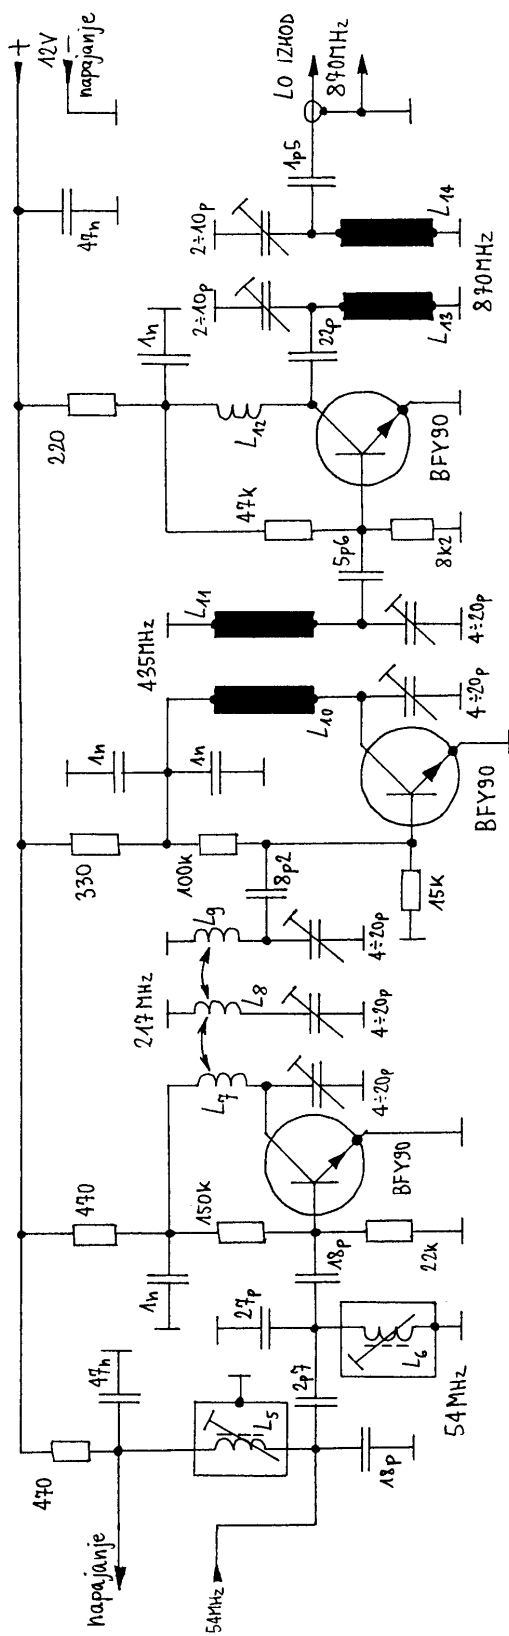 napajanje
470
47n
54MHz
L5
18p
2p7
27p
L6
54MHz
1n
470
150k
18p
22k
BFY90
L7
4÷20p
217MHz
L8
4÷20p
L9
4÷20p
8p2
330
100k
1n
1n
15k
BFY90
435MHz
L10
4÷20p
L11
4÷20p
5p6
47k
8k2
220
1n
L12
BFY90
22p
2÷10p
L13
870MHz
2÷10p
L14
1p5
47n
+
12V
-
napajanje
LO IZHOD
870MHz